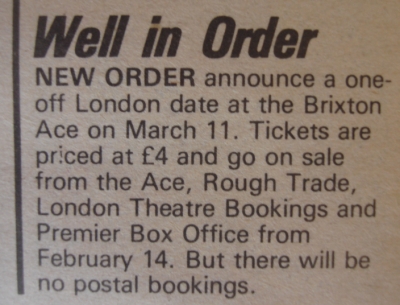 Well in Order
NEW ORDER announce a one-
off London date at the Brixton
Ace on March 11. Tickets are
priced at £4 and go on sale
from the Ace, Rough Trade,
London Theatre Bookings and
Premier Box Office from
February 14. But there will be
no postal bookings.